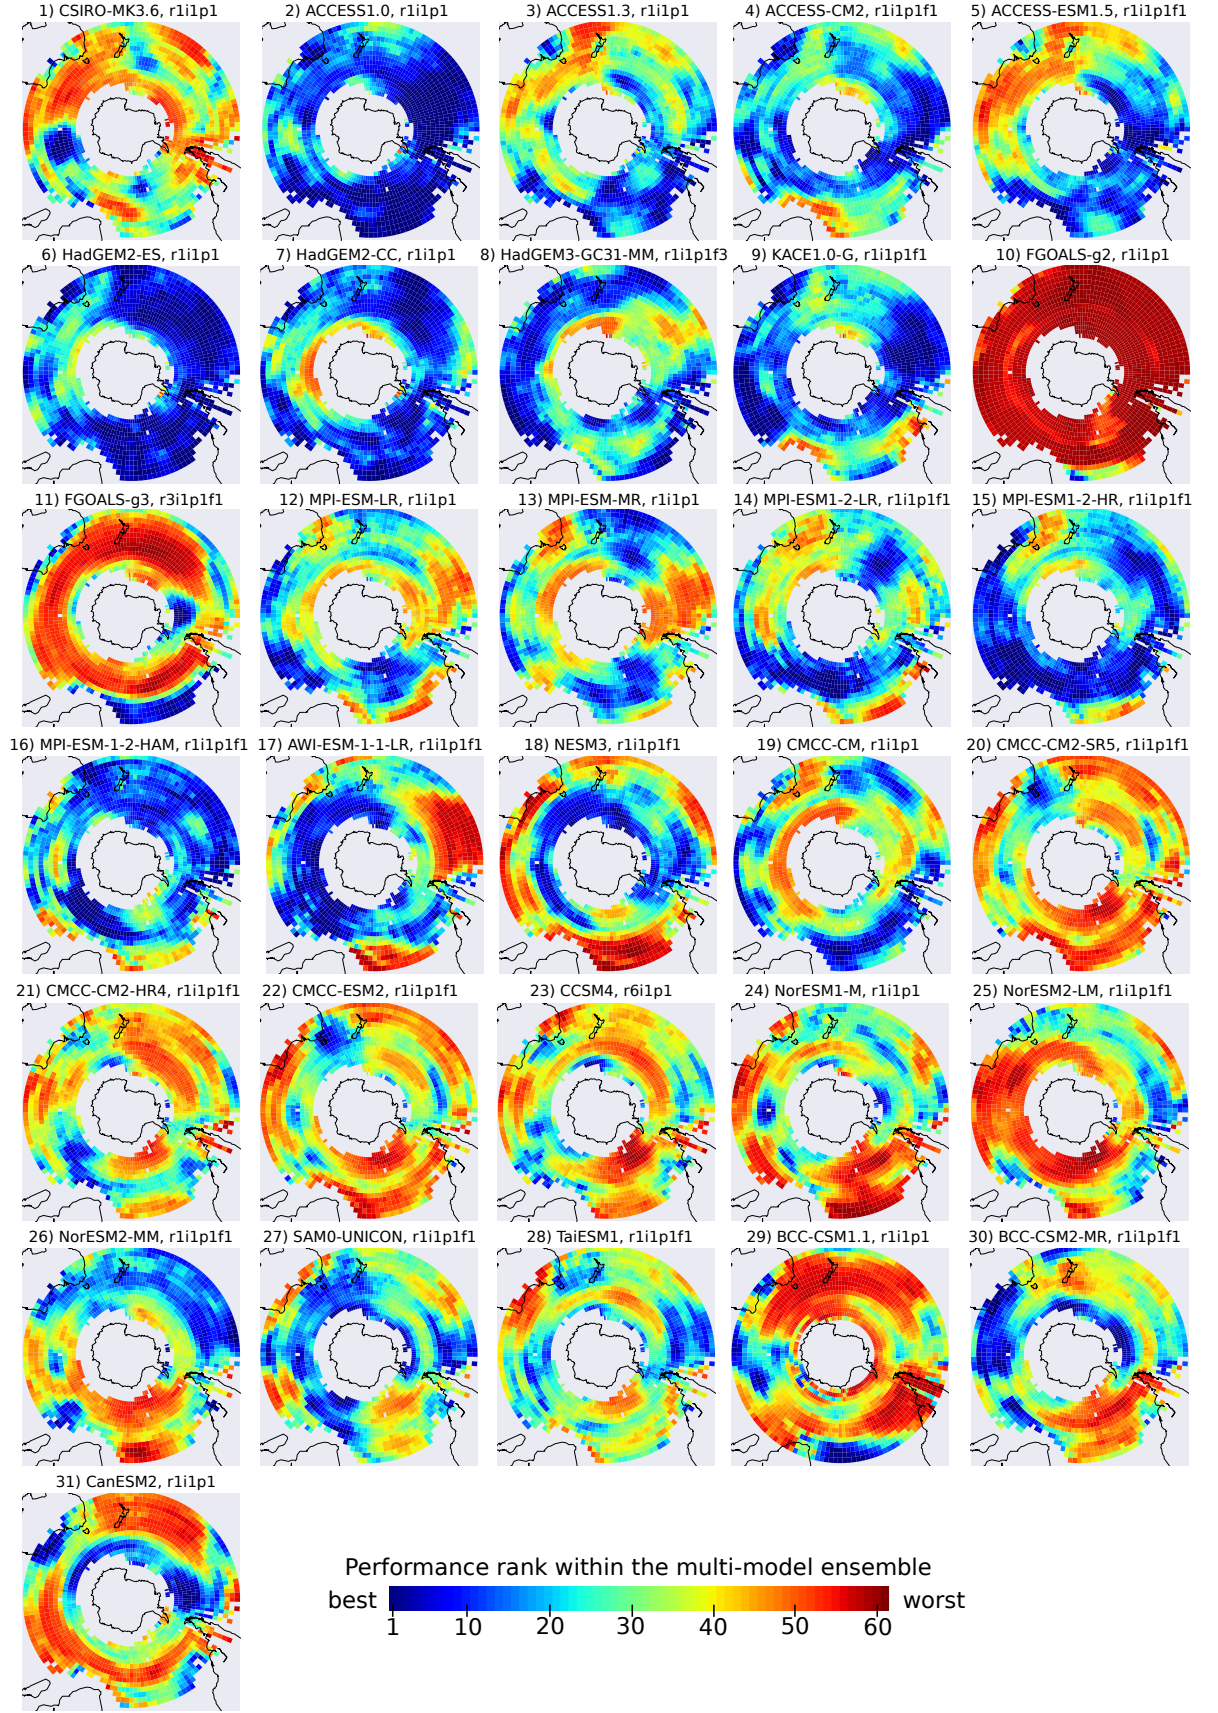 1) CSIRO-MK3.6, r1i1p1
2) ACCESS1.0, r1i1p1
3) ACCESS1.3, r1i1p1
4) ACCESS-CM2, r1i1p1f1
5) ACCESS-ESM1.5, r1i1p1f1
6) HadGEM2-ES, r1i1p1
7) HadGEM2-CC, r1i1p1
8) HadGEM3-GC31-MM, r1i1p1f3
9) KACE1.0-G, r1i1p1f1
10) FGOALS-g2, r1i1p1
11) FGOALS-g3, r3i1p1f1
12) MPI-ESM-LR, r1i1p1
13) MPI-ESM-MR, r1i1p1
14) MPI-ESM1-2-LR, r1i1p1f1
15) MPI-ESM1-2-HR, r1i1p1f1
16) MPI-ESM-1-2-HAM, r1i1p1f1
17) AWI-ESM-1-1-LR, r1i1p1f1
18) NESM3, r1i1p1f1
19) CMCC-CM, r1i1p1
20) CMCC-CM2-SR5, r1i1p1f1
21) CMCC-CM2-HR4, r1i1p1f1
22) CMCC-ESM2, r1i1p1f1
23) CCSM4, r6i1p1
24) NorESM1-M, r1i1p1
25) NorESM2-LM, r1i1p1f1
26) NorESM2-MM, r1i1p1f1
27) SAM0-UNICON, r1i1p1f1
28) TaiESM1, r1i1p1f1
29) BCC-CSM1.1, r1i1p1
30) BCC-CSM2-MR, r1i1p1f1
31) CanESM2, r1i1p1
Performance rank within the multi-model ensemble
best worst
1 10 20 30 40 50 60